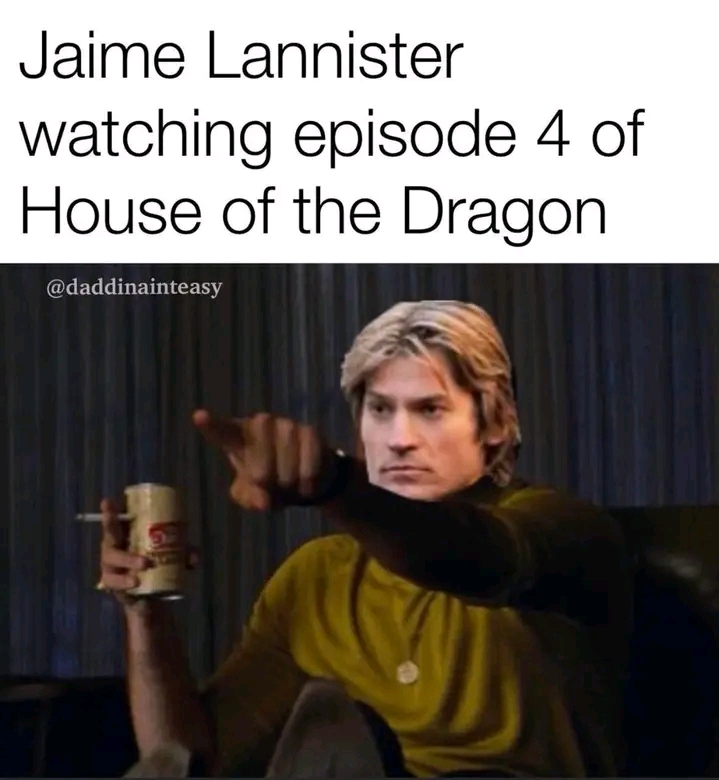 Jaime Lannister
watching episode 4 of
House of the Dragon
@daddinainteasy